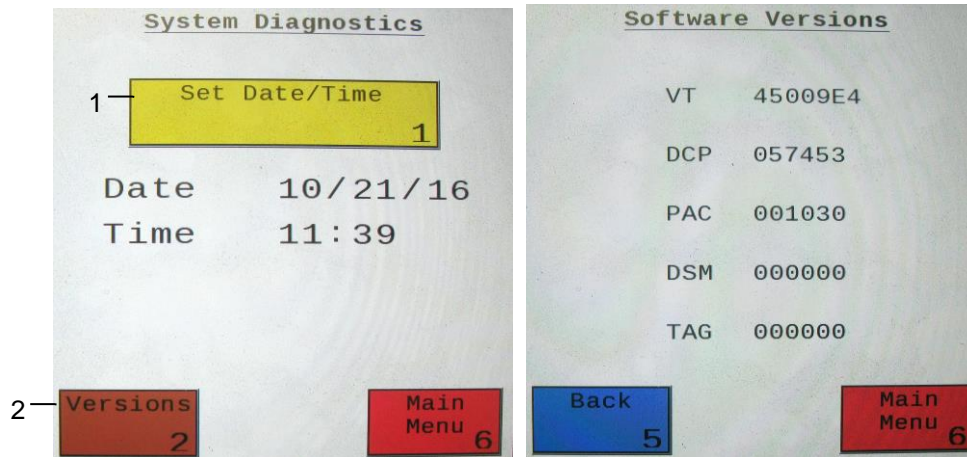 System Diagnostics
1
Set Date/Time
1
Date 10/21/16
Time 11:39
2
Versions
2
Main
Menu 6
Software Versions
VT 45009E4
DCP 057453
PAC 001030
DSM 000000
TAG 000000
Back
5
Main
Menu 6